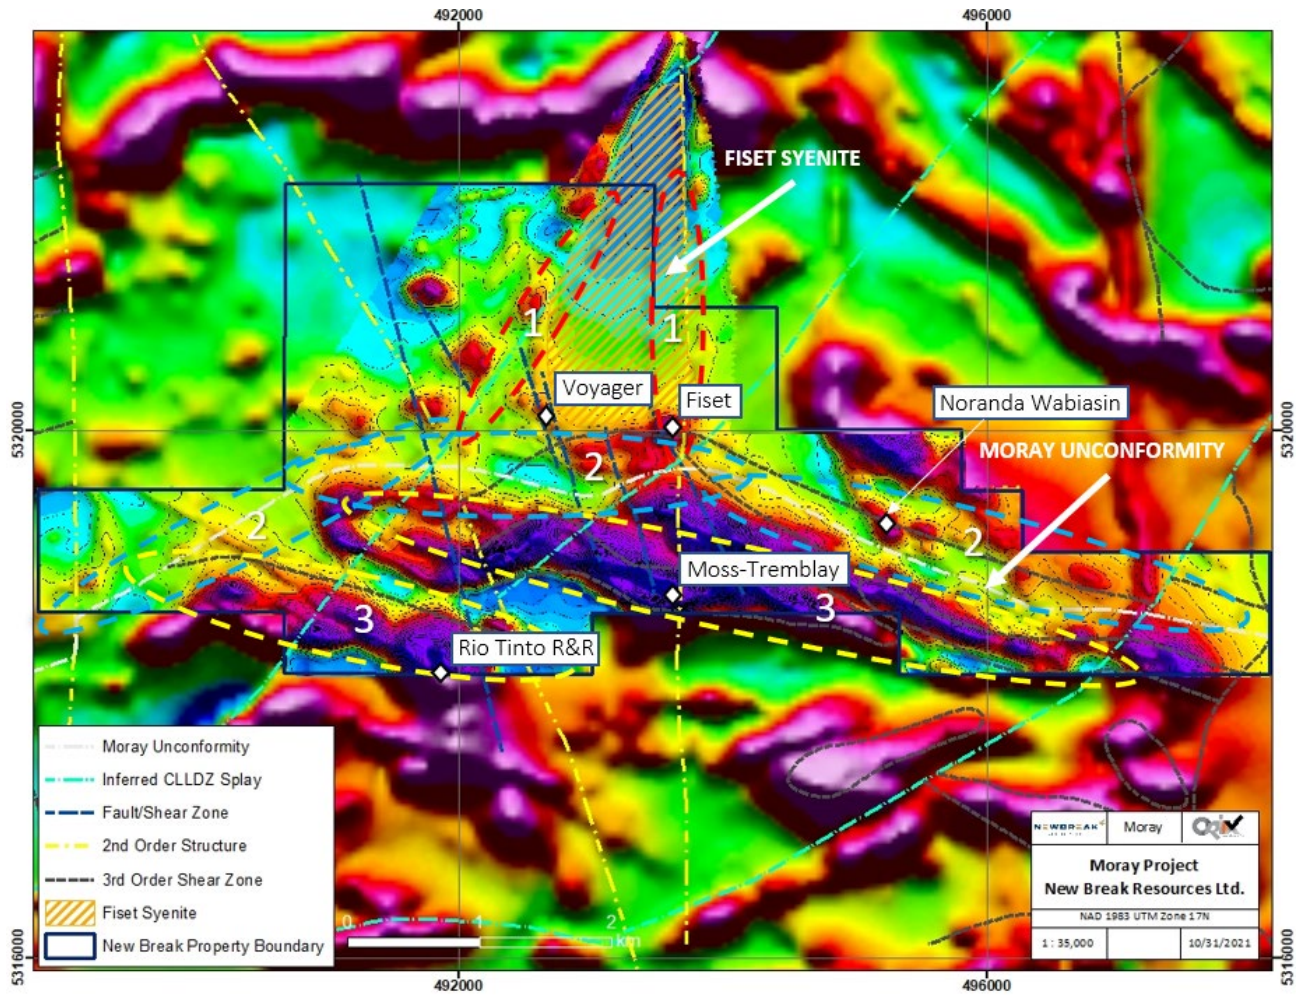 492000
496000
FISET SYENITE
1
1
Voyager
Fiset
Noranda Wabiasin
5320000
5320000
MORAY UNCONFORMITY
2
2
2
Moss-Tremblay
3
3
Rio Tinto R&R
Moray Unconformity
Inferred CLLDZ Splay
Fault/Shear Zone
2nd Order Structure
3rd Order Shear Zone
Fiset Syenite
New Break Property Boundary
0
1
2
km
NEWBREAK
Moray
Orix
Moray Project
New Break Resources Ltd.
NAD 1983 UTM Zone 17N
1: 35,000
10/31/2021
5316000
5316000
492000
496000